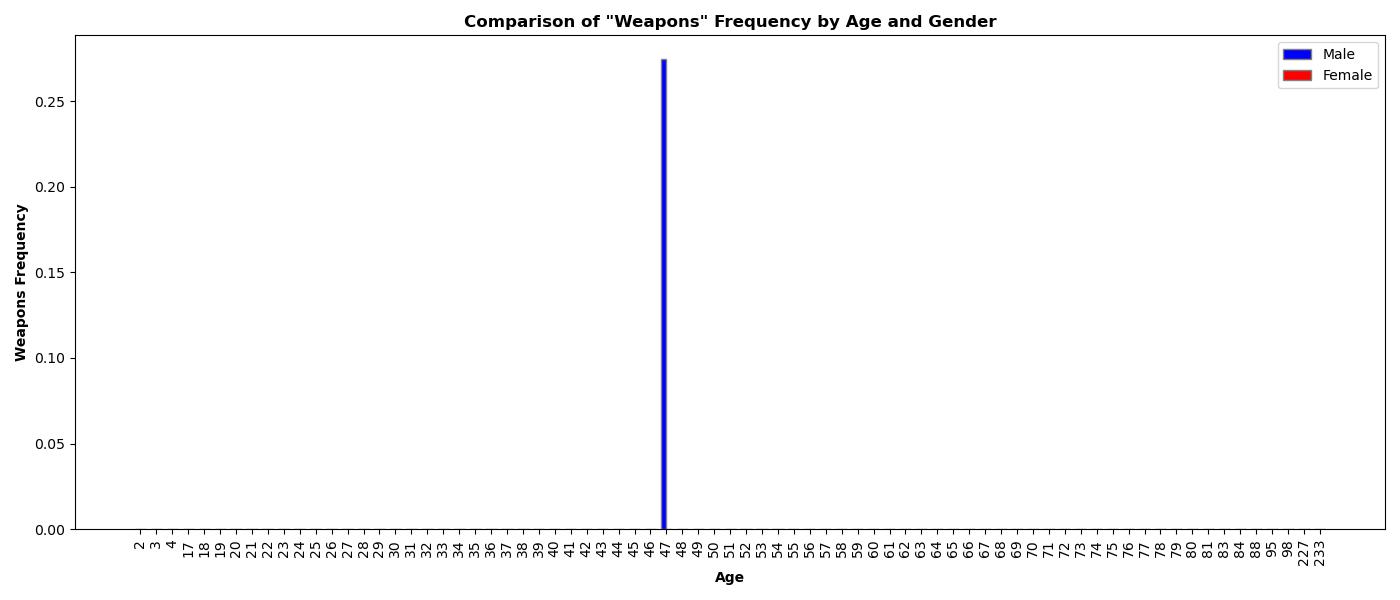 Comparison of "Weapons" Frequency by Age and Gender
Male
Female
Weapons Frequency
0.25
0.20
0.15
0.10
0.05
0.00
2 3 4 17 18 19 20 21 22 23 24 25 26 27 28 29 30 31 32 33 34 35 36 37 38 39 40 41 42 43 44 45 46 47 48 49 50 51 52 53 54 55 56 57 58 59 60 61 62 63 64 65 66 67 68 69 70 71 72 73 74 75 76 77 78 79 80 81 83 84 88 95 98 227 233
Age